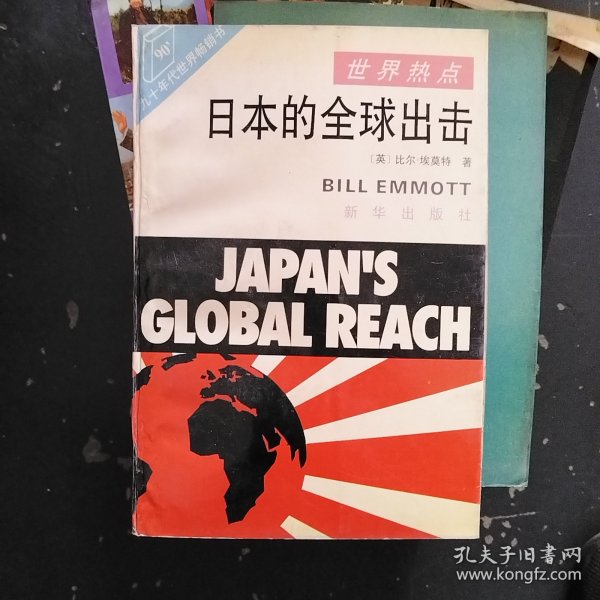 90'
九十年代世界畅销书
世界热点
日本的全球出击
〔英〕比尔·埃莫特 著
BILL EMMOTT
新华出版社
JAPAN'S
GLOBAL REACH
孔夫子旧书网
www.kongfz.com